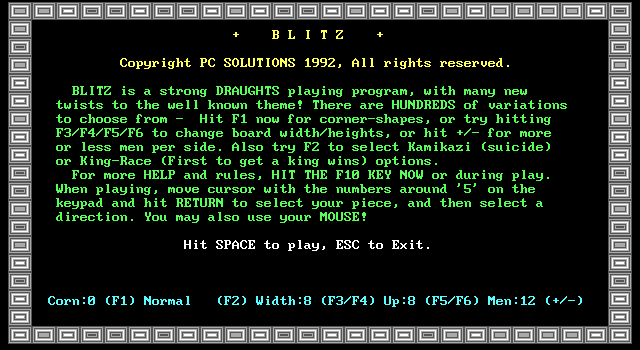 + B L I T Z +
Copyright PC SOLUTIONS 1992, All rights reserved.
BLITZ is a strong DRAUGHTS playing program, with many new
twists to the well known theme! There are HUNDREDS of variations
to choose from - Hit F1 now for corner-shapes, or try hitting
F3/F4/F5/F6 to change board width/heights, or hit +/- for more
or less men per side. Also try F2 to select Kamikazi (suicide)
or King-Race (First to get a king wins) options.
For more HELP and rules, HIT THE F10 KEY NOW or during play.
When playing, move cursor with the numbers around '5' on the
keypad and hit RETURN to select your piece, and then select a
direction. You may also use your MOUSE!
Hit SPACE to play, ESC to Exit.
Corn:0 (F1) Normal (F2) Width:8 (F3/F4) Up:8 (F5/F6) Men:12 (+/-)